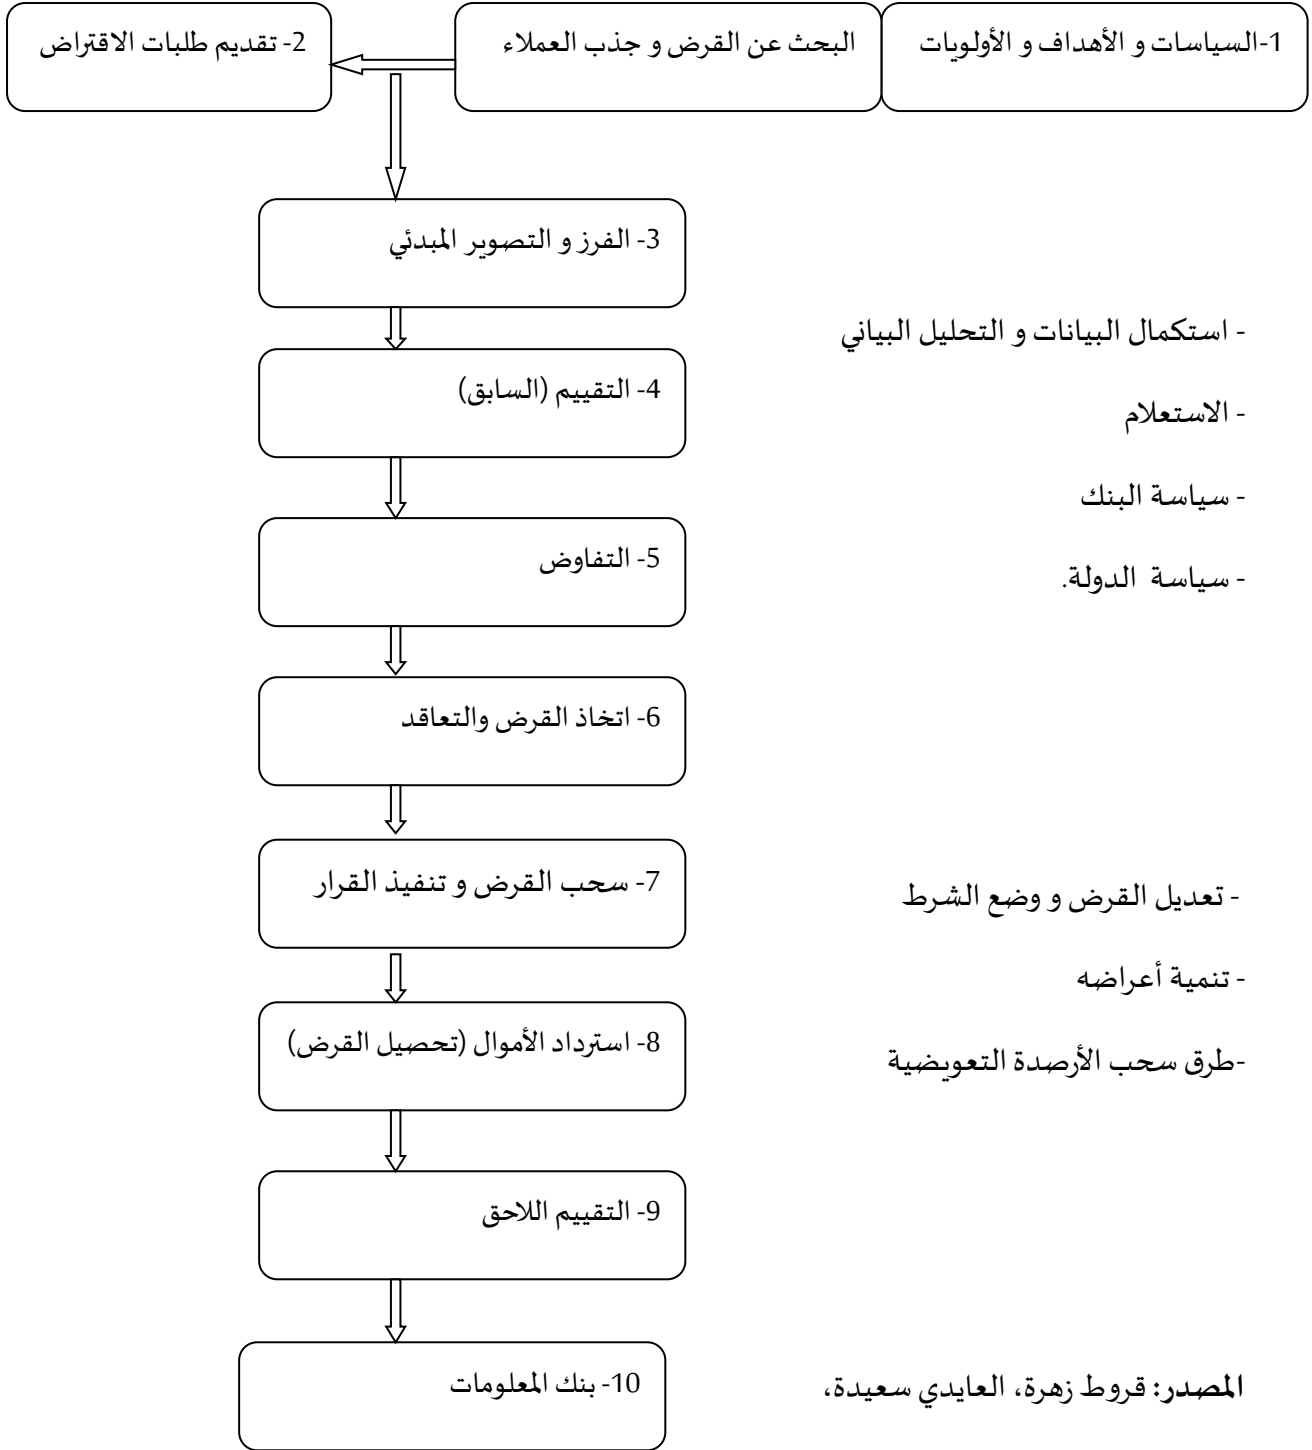 1-السياسات و الأهداف و الأولويات
البحث عن القرض و جذب العملاء
2- تقديم طلبات الاقتراض
3- الفرز و التصوير المبدئي
- استكمال البيانات و التحليل البياني
4- التقييم (السابق)
- الاستعلام
- سياسة البنك
5- التفاوض
- سياسة الدولة.
6- اتخاذ القرض والتعاقد
7- سحب القرض و تنفيذ القرار
- تعديل القرض و وضع الشرط
- تنمية أعراضه
8- استرداد الأموال (تحصيل القرض)
-طرق سحب الأرصدة التعويضية
9- التقييم اللاحق
10- بنك المعلومات
المصدر: قروط زهرة، العايدي سعيدة،